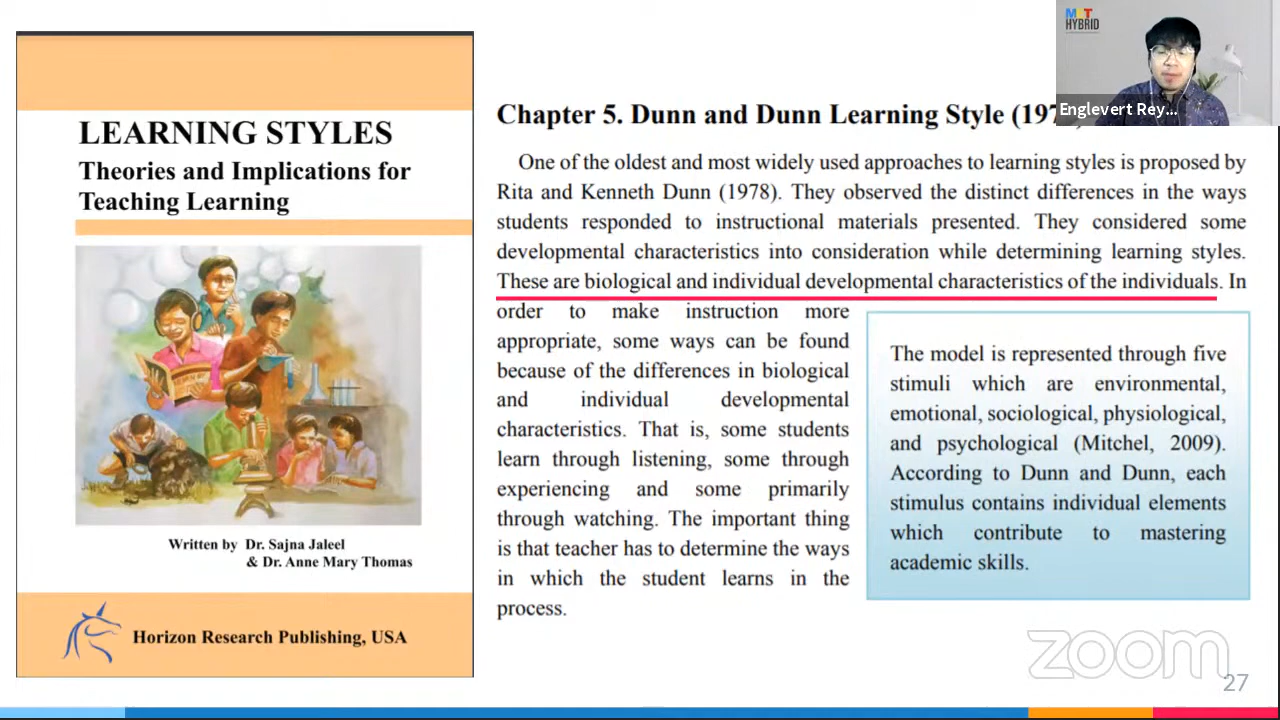 LEARNING STYLES
Theories and Implications for
Teaching Learning
Written by Dr. Sajna Jaleel
& Dr. Anne Mary Thomas
Horizon Research Publishing, USA
Chapter 5. Dunn and Dunn Learning Style (197
One of the oldest and most widely used approaches to learning styles is proposed by
Rita and Kenneth Dunn (1978). They observed the distinct differences in the ways
students responded to instructional materials presented. They considered some
developmental characteristics into consideration while determining learning styles.
These are biological and individual developmental characteristics of the individuals. In
order to make instruction more
appropriate, some ways can be found
because of the differences in biological
and individual developmental
characteristics. That is, some students
learn through listening, some through
experiencing and some primarily
through watching. The important thing
is that teacher has to determine the ways
in which the student learns in the
process.
The model is represented through five
stimuli which are environmental,
emotional, sociological, physiological,
and psychological (Mitchel, 2009).
According to Dunn and Dunn, each
stimulus contains individual elements
which contribute to mastering
academic skills.
HYBRID
Englevert Rey...
zoom
27